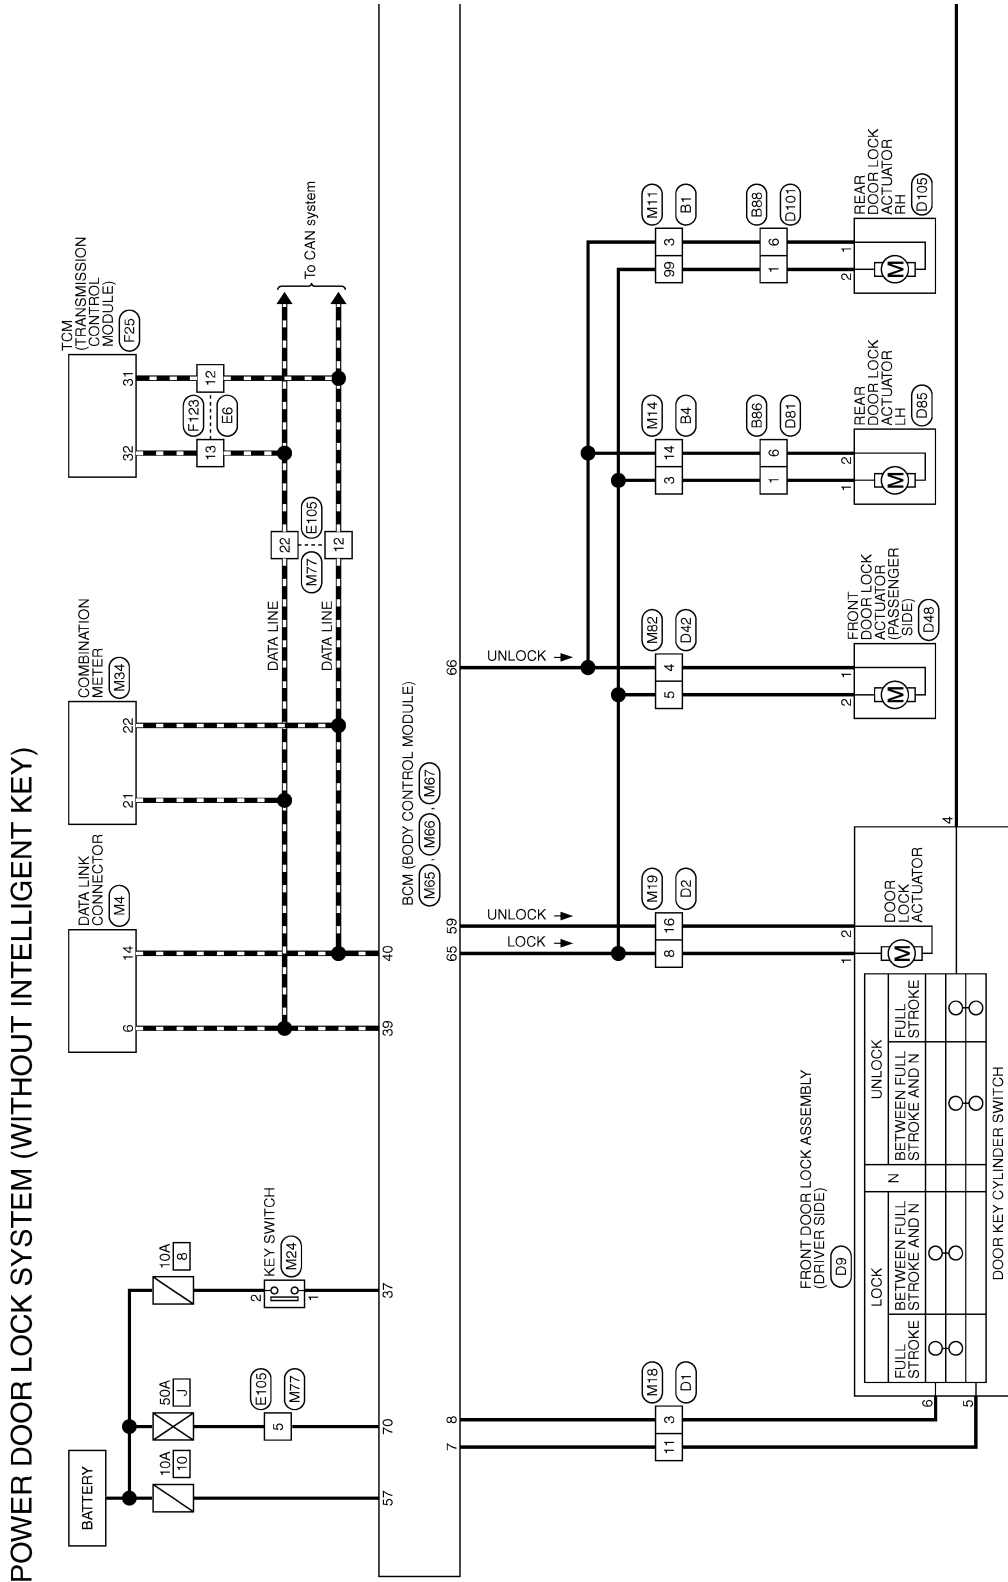 POWER DOOR LOCK SYSTEM (WITHOUT INTELLIGENT KEY)
BATTERY
10A
10
50A
J
10A
8
E105
M77
5
KEY SWITCH
M24
2
1
57
70
37
DATA LINK
CONNECTOR
M4
6
14
COMBINATION
METER
M34
21
22
TCM
(TRANSMISSION
CONTROL
MODULE)
F25
32
31
F123
E6
13
12
DATA LINE
DATA LINE
22
12
M77
E105
To CAN system
39
40
BCM (BODY CONTROL MODULE)
M65 , M66 , M67
7
8
65
59
66
LOCK
UNLOCK
UNLOCK
M18
D1
11
3
M19
D2
8
16
M82
D42
5
4
M14
B4
3
14
M11
B1
99
3
B86
D81
1
6
B88
D101
1
6
FRONT DOOR LOCK ASSEMBLY
(DRIVER SIDE)
D9
5
6
1
2
4
DOOR
LOCK
ACTUATOR
M
LOCK
N
UNLOCK
FULL
STROKE
BETWEEN FULL
STROKE AND N
BETWEEN FULL
STROKE AND N
FULL
STROKE
DOOR KEY CYLINDER SWITCH
FRONT
DOOR LOCK
ACTUATOR
(PASSENGER
SIDE)
D48
2
1
M
REAR
DOOR LOCK
ACTUATOR
LH
D85
1
2
M
REAR
DOOR LOCK
ACTUATOR
RH
D105
2
1
M